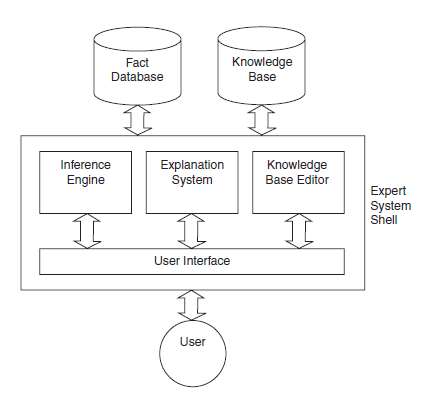 Fact
Database
Knowledge
Base
Inference
Engine
Explanation
System
Knowledge
Base Editor
Expert
System
Shell
User Interface
User